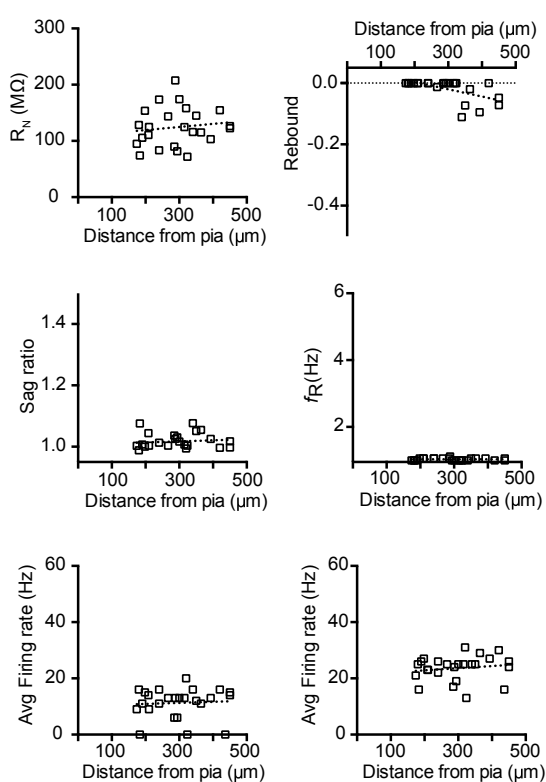 150
100
50
0
R_N (MΩ)
100 300 500
Distance from pia (µm)
Distance from pia (µm)
100 300 500
0.0
-0.2
-0.4
Rebound
1.4
1.2
1.0
Sag ratio
100 300 500
Distance from pia (µm)
6
4
2
fR(Hz)
100 300 500
Distance from pia (µm)
60
40
20
0
Avg Firing rate (Hz)
100 300 500
Distance from pia (µm)
60
40
20
0
Avg Firing rate (Hz)
100 300 500
Distance from pia (µm)